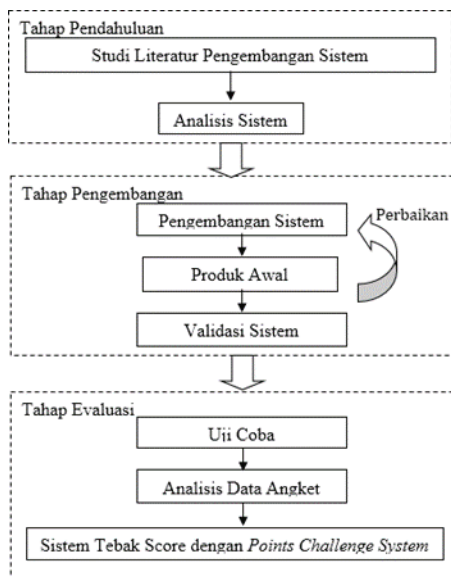 Tahap Pendahuluan
Studi Literatur Pengembangan Sistem
Analisis Sistem
Tahap Pengembangan
Pengembangan Sistem
Perbaikan
Produk Awal
Validasi Sistem
Tahap Evaluasi
Uji Coba
Analisis Data Angket
Sistem Tebak Score dengan Points Challenge System